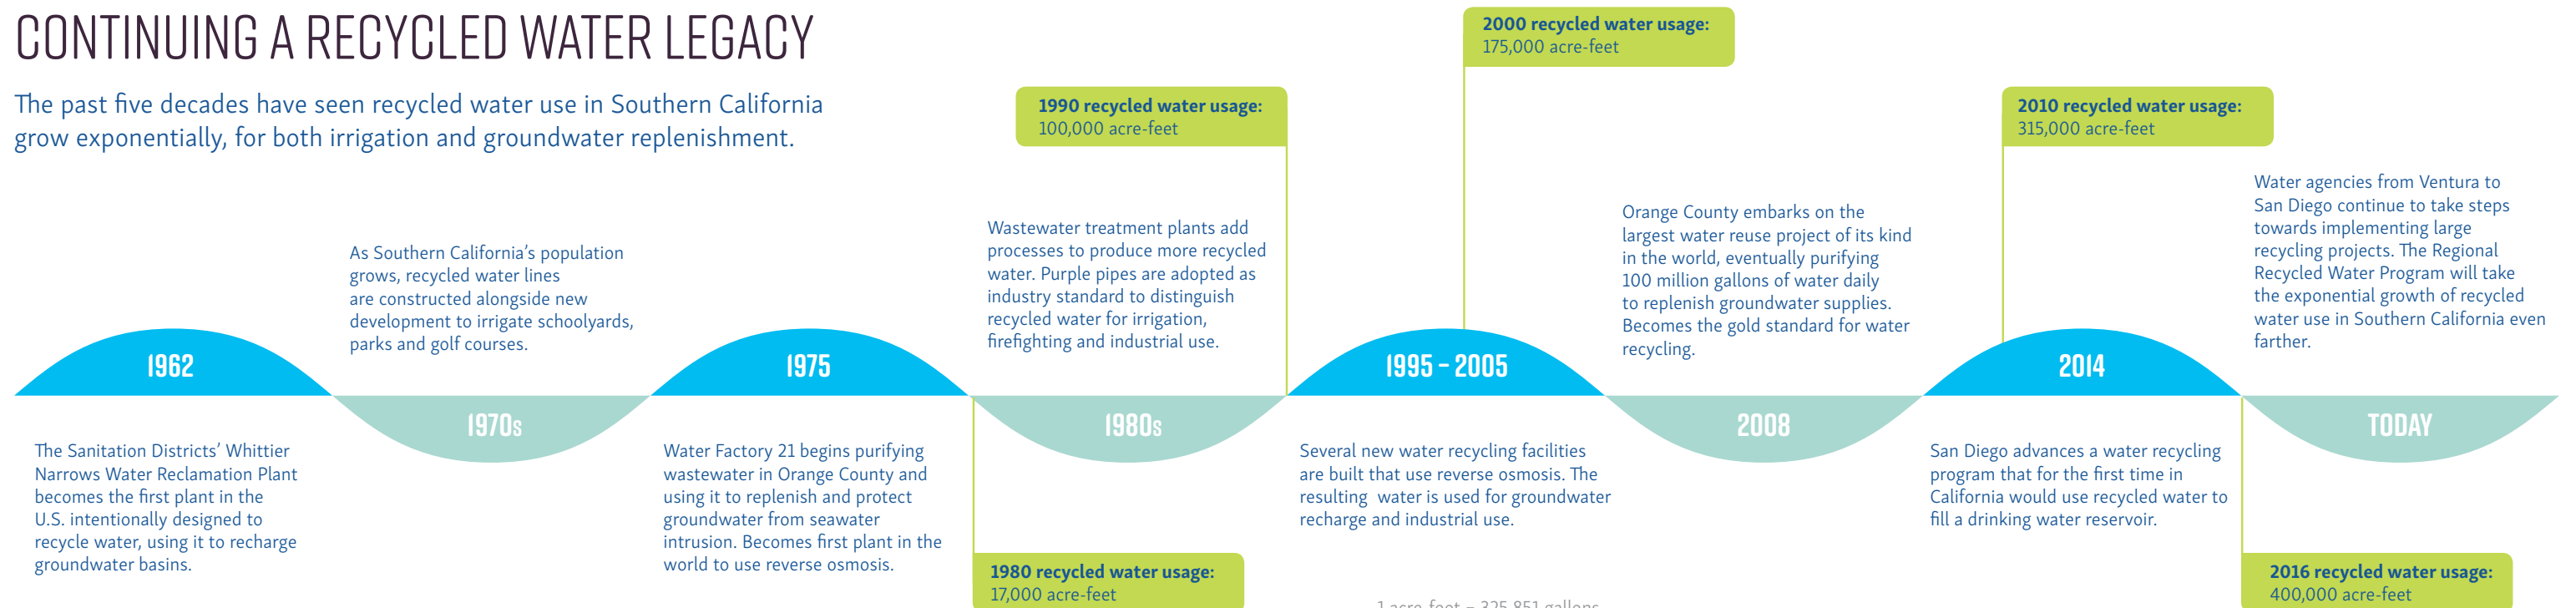 CONTINUING A RECYCLED WATER LEGACY
The past five decades have seen recycled water use in Southern California
grow exponentially, for both irrigation and groundwater replenishment.
1962
The Sanitation Districts’ Whittier
Narrows Water Reclamation Plant
becomes the first plant in the
U.S. intentionally designed to
recycle water, using it to recharge
groundwater basins.
As Southern California’s population
grows, recycled water lines
are constructed alongside new
development to irrigate schoolyards,
parks and golf courses.
1970s
1975
Water Factory 21 begins purifying
wastewater in Orange County and
using it to replenish and protect
groundwater from seawater
intrusion. Becomes first plant in the
world to use reverse osmosis.
1980 recycled water usage:
17,000 acre-feet
Wastewater treatment plants add
processes to produce more recycled
water. Purple pipes are adopted as
industry standard to distinguish
recycled water for irrigation,
firefighting and industrial use.
1980s
1990 recycled water usage:
100,000 acre-feet
1995 – 2005
Several new water recycling facilities
are built that use reverse osmosis. The
resulting water is used for groundwater
recharge and industrial use.
2000 recycled water usage:
175,000 acre-feet
Orange County embarks on the
largest water reuse project of its kind
in the world, eventually purifying
100 million gallons of water daily
to replenish groundwater supplies.
Becomes the gold standard for water
recycling.
2008
2010 recycled water usage:
315,000 acre-feet
2014
San Diego advances a water recycling
program that for the first time in
California would use recycled water to
fill a drinking water reservoir.
2016 recycled water usage:
400,000 acre-feet
Water agencies from Ventura to
San Diego continue to take steps
towards implementing large
recycling projects. The Regional
Recycled Water Program will take
the exponential growth of recycled
water use in Southern California even
farther.
TODAY
1 acre-foot = 325,851 gallons